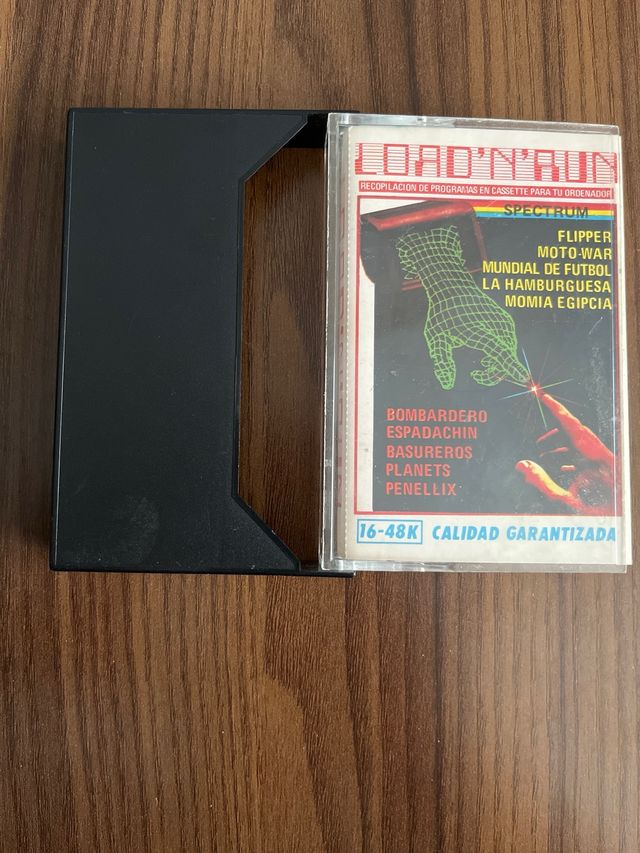 LOAD'N'RUN
RECOPILACION DE PROGRAMAS EN CASSETTE PARA TU ORDENADOR
SPECTRUM
FLIPPER
MOTO-WAR
MUNDIAL DE FUTBOL
LA HAMBURGUESA
MOMIA EGIPCIA
BOMBARDERO
ESPADACHIN
BASUREROS
PLANETS
PENELLIX
16-48K CALIDAD GARANTIZADA